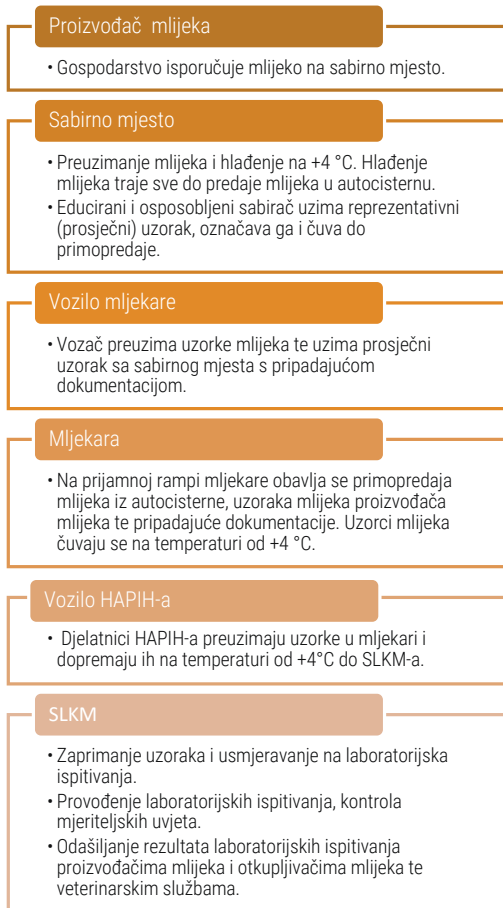 Proizvođač mlijeka
• Gospodarstvo isporučuje mlijeko na sabirno mjesto.
Sabirno mjesto
• Preuzimanje mlijeka i hlađenje na +4 °C. Hlađenje
mlijeka traje sve do predaje mlijeka u autocisternu.
• Educirani i osposobljeni sabirač uzima reprezentativni
(prosječni) uzorak, označava ga i čuva do
primopredaje.
Vozilo mljekare
• Vozač preuzima uzorke mlijeka te uzima prosječni
uzorak sa sabirnog mjesta s pripadajućom
dokumentacijom.
Mljekara
• Na prijamnoj rampi mljekare obavlja se primopredaja
mlijeka iz autocisterne, uzoraka mlijeka proizvođača
mlijeka te pripadajuće dokumentacije. Uzorci mlijeka
čuvaju se na temperaturi od +4 °C.
Vozilo HAPIH-a
• Djelatnici HAPIH-a preuzimaju uzorke u mljekari i
dopremaju ih na temperaturi od +4°C do SLKM-a.
SLKM
• Zaprimanje uzoraka i usmjeravanje na laboratorijska
ispitivanja.
• Provođenje laboratorijskih ispitivanja, kontrola
mjeriteljskih uvjeta.
• Odašiljanje rezultata laboratorijskih ispitivanja
proizvođačima mlijeka i otkupljivačima mlijeka te
veterinarskim službama.